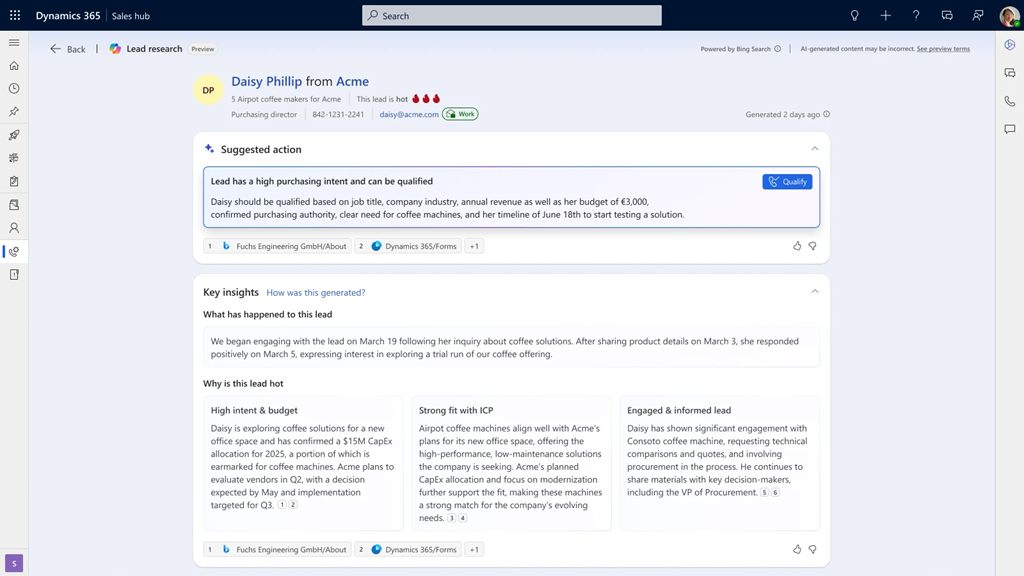 Dynamics 365 Sales hub
Search
Back
Lead research Preview
Powered by Bing Search
AI-generated content may be incorrect. See preview terms
DP
Daisy Phillip from Acme
5 Airpot coffee makers for Acme
This lead is hot
Purchasing director
842-1231-2241
daisy@acme.com
Work
Generated 2 days ago
Suggested action
Lead has a high purchasing intent and can be qualified
Qualify
Daisy should be qualified based on job title, company industry, annual revenue as well as her budget of €3,000,
confirmed purchasing authority, clear need for coffee machines, and her timeline of June 18th to start testing a solution.
1 Fuchs Engineering GmbH/About
2 Dynamics 365/Forms
+1
Key insights How was this generated?
What has happened to this lead
We began engaging with the lead on March 19 following her inquiry about coffee solutions. After sharing product details on March 3, she responded
positively on March 5, expressing interest in exploring a trial run of our coffee offering.
Why is this lead hot
High intent & budget
Daisy is exploring coffee solutions for a new
office space and has confirmed a $15M CapEx
allocation for 2025, a portion of which is
earmarked for coffee machines. Acme plans to
evaluate vendors in Q2, with a decision
expected by May and implementation
targeted for Q3. 1 2
Strong fit with ICP
Airpot coffee machines align well with Acme's
plans for its new office space, offering the
high-performance, low-maintenance solutions
the company is seeking. Acme's planned
CapEx allocation and focus on modernization
further support the fit, making these machines
a strong match for the company's evolving
needs. 3 4
Engaged & informed lead
Daisy has shown significant engagement with
Consoto coffee machine, requesting technical
comparisons and quotes, and involving
procurement in the process. He continues to
share materials with key decision-makers,
including the VP of Procurement. 5 6
1 Fuchs Engineering GmbH/About
2 Dynamics 365/Forms
+1
S